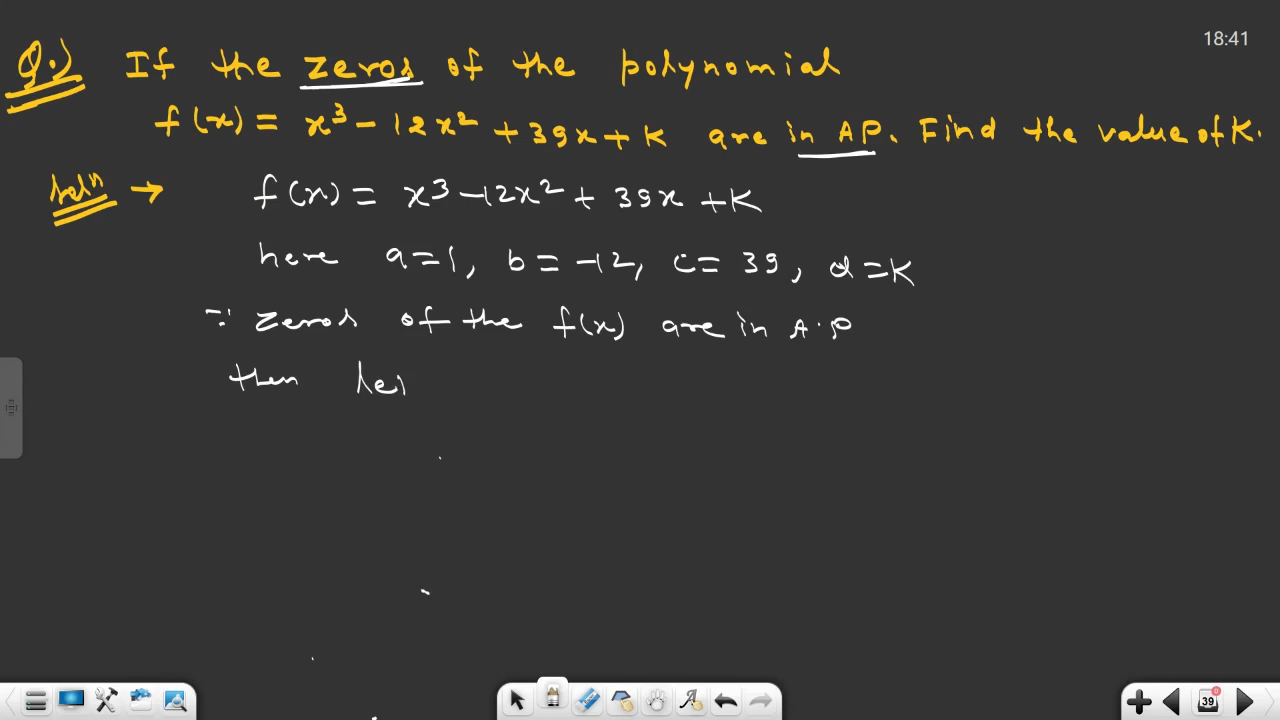 18:41
Q.) If the zeros of the polynomial
f(x) = x³ - 12x² + 39x + K are in AP. Find the value of K.
Solⁿ → f(x) = x³ - 12x² + 39x + K
here a = 1, b = -12, c = 39, d = K
∵ zeros of the f(x) are in A.P
then let
39
0